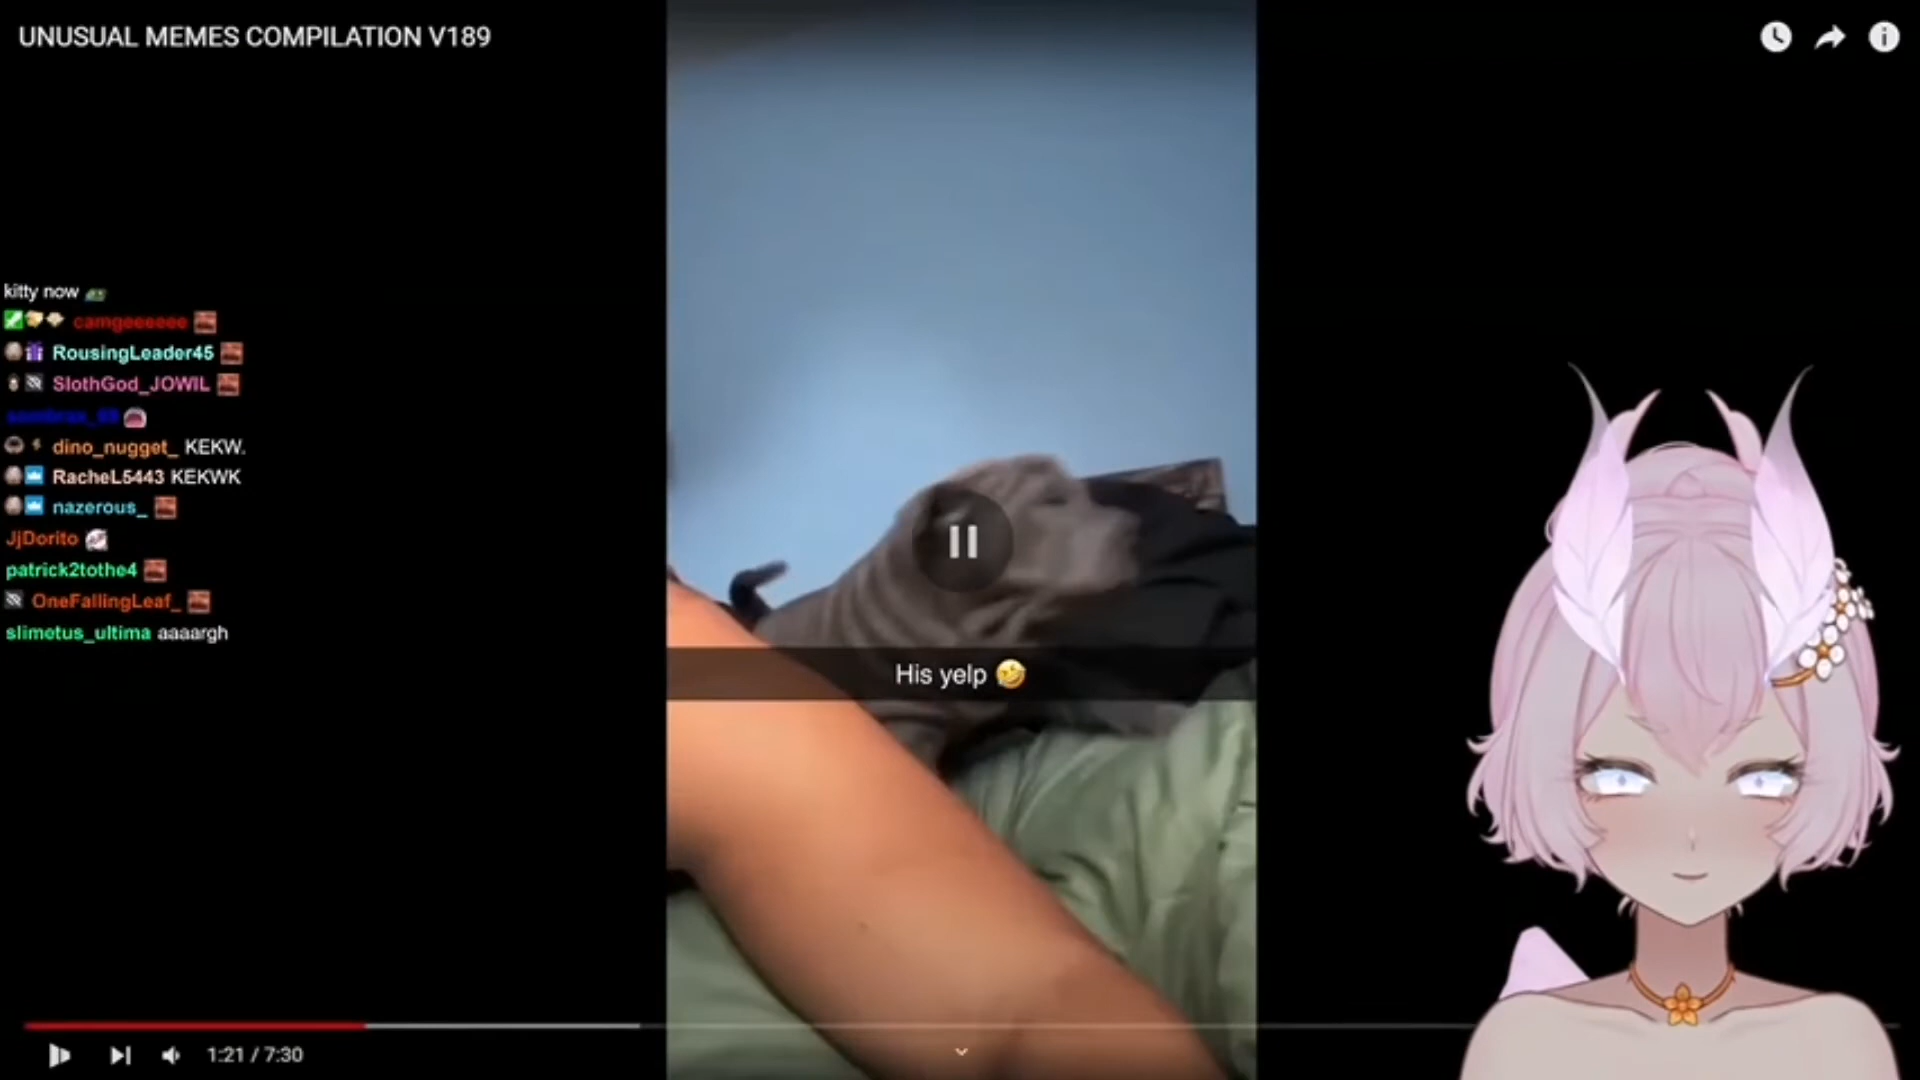 UNUSUAL MEMES COMPILATION V189
kitty now
camgeeeeee
RousingLeader45
SlothGod_JOWIL
dino_nugget_ KEKW.
RacheL5443 KEKWK
nazerous_
JjDorito
patrick2tothe4
OneFallingLeaf_
slimetus_ultima aaaargh
His yelp 🤣
1:21 / 7:30